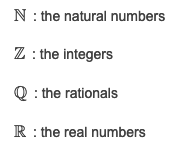 ℕ : the natural numbers
ℤ : the integers
ℚ : the rationals
ℝ : the real numbers